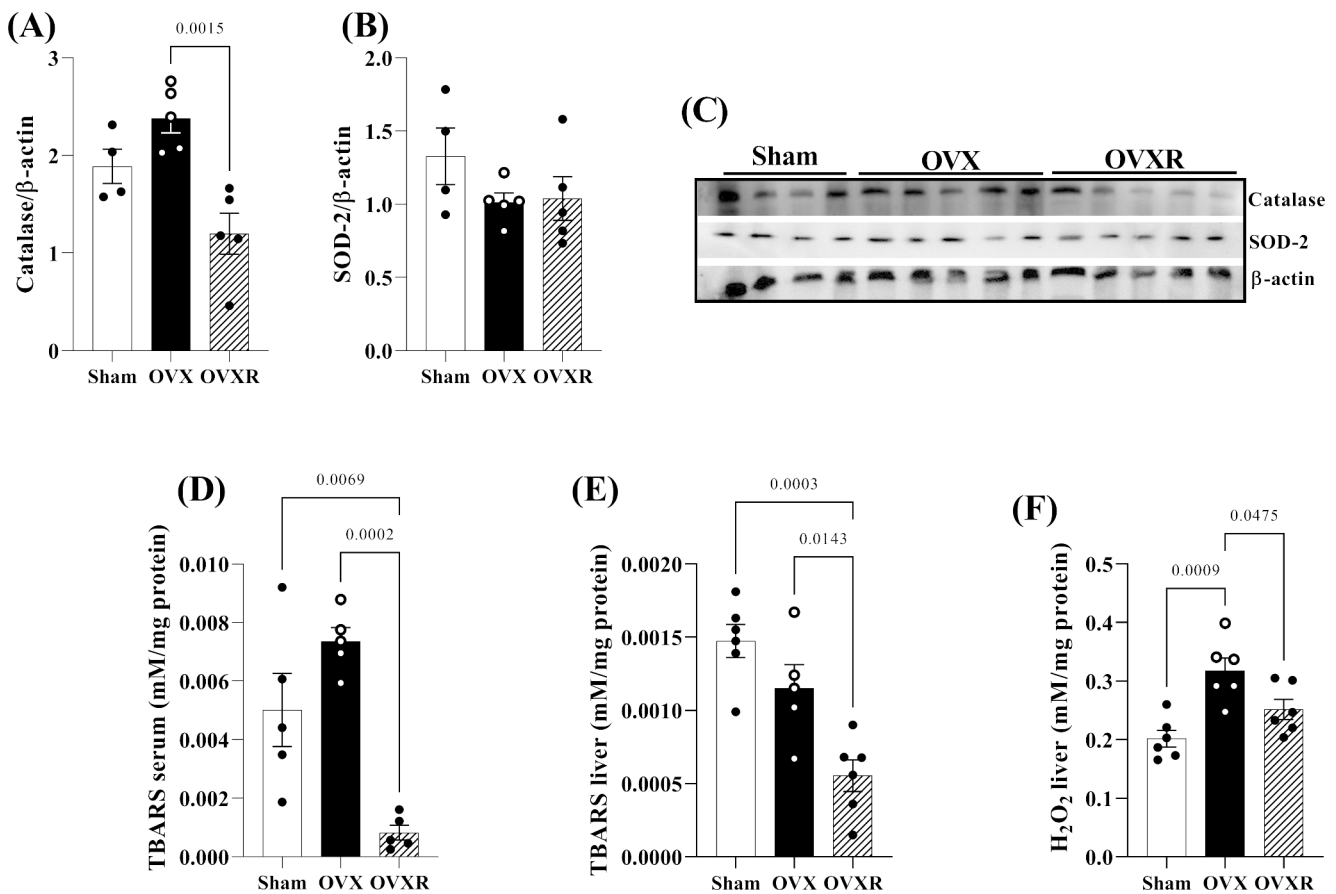 (A)
0.0015
Catalase/β-actin
3
2
1
0
Sham OVX OVXR
(B)
SOD-2/β-actin
2.0
1.5
1.0
0.5
0.0
Sham OVX OVXR
(C)
Sham OVX OVXR
Catalase
SOD-2
β-actin
(D)
0.0069
0.0002
TBARS serum (mM/mg protein)
0.010
0.008
0.006
0.004
0.002
0.000
Sham OVX OVXR
(E)
0.0003
0.0143
TBARS liver (mM/mg protein)
0.0020
0.0015
0.0010
0.0005
0.0000
Sham OVX OVXR
(F)
0.0475
0.0009
H₂O₂ liver (mM/mg protein)
0.5
0.4
0.3
0.2
0.1
0.0
Sham OVX OVXR